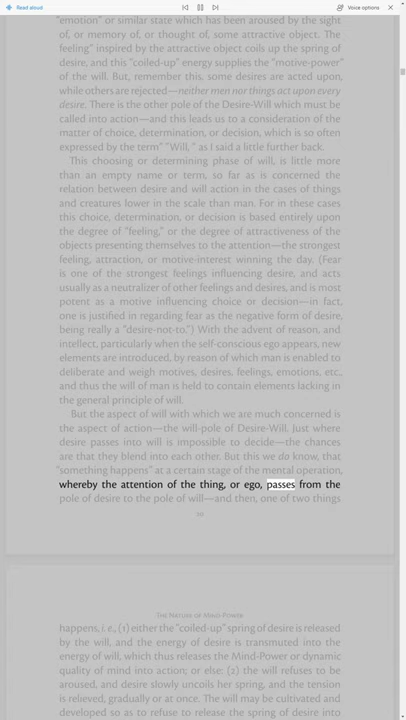 Read aloud
Voice options
"emotion" or similar state which has been aroused by the sight
of, or memory of, or thought of, some attractive object. The
feeling" inspired by the attractive object coils up the spring of
desire, and this "coiled-up" energy supplies the "motive-power"
of the will. But, remember this, some desires are acted upon,
while others are rejected—neither men nor things act upon every
desire. There is the other pole of the Desire-Will which must be
called into action—and this leads us to a consideration of the
matter of choice, determination, or decision, which is so often
expressed by the term" "Will, " as I said a little further back.
This choosing or determining phase of will, is little more
than an empty name or term, so far as is concerned the
relation between desire and will action in the cases of things
and creatures lower in the scale than man. For in these cases
this choice, determination, or decision is based entirely upon
the degree of "feeling," or the degree of attractiveness of the
objects presenting themselves to the attention—the strongest
feeling, attraction, or motive-interest winning the day. (Fear
is one of the strongest feelings influencing desire, and acts
usually as a neutralizer of other feelings and desires, and is most
potent as a motive influencing choice or decision—in fact,
one is justified in regarding fear as the negative form of desire,
being really a "desire-not-to.") With the advent of reason, and
intellect, particularly when the self-conscious ego appears, new
elements are introduced, by reason of which man is enabled to
deliberate and weigh motives, desires, feelings, emotions, etc.,
and thus the will of man is held to contain elements lacking in
the general principle of will.
But the aspect of will with which we are much concerned is
the aspect of action—the will-pole of Desire-Will. Just where
desire passes into will is impossible to decide—the chances
are that they blend into each other. But this we do know, that
"something happens" at a certain stage of the mental operation,
whereby the attention of the thing, or ego, passes from the
pole of desire to the pole of will—and then, one of two things
The Nature of Mind-Power
happens, i. e., (1) either the "coiled-up" spring of desire is released
by the will, and the energy of desire is transmuted into the
energy of will, which thus releases the Mind-Power or dynamic
quality of mind into action; or else: (2) the will refuses to be
aroused, and desire slowly uncoils her spring, and the tension
is relieved, gradually or at once. The will may be cultivated and
developed so as to refuse to release the spring of desire into